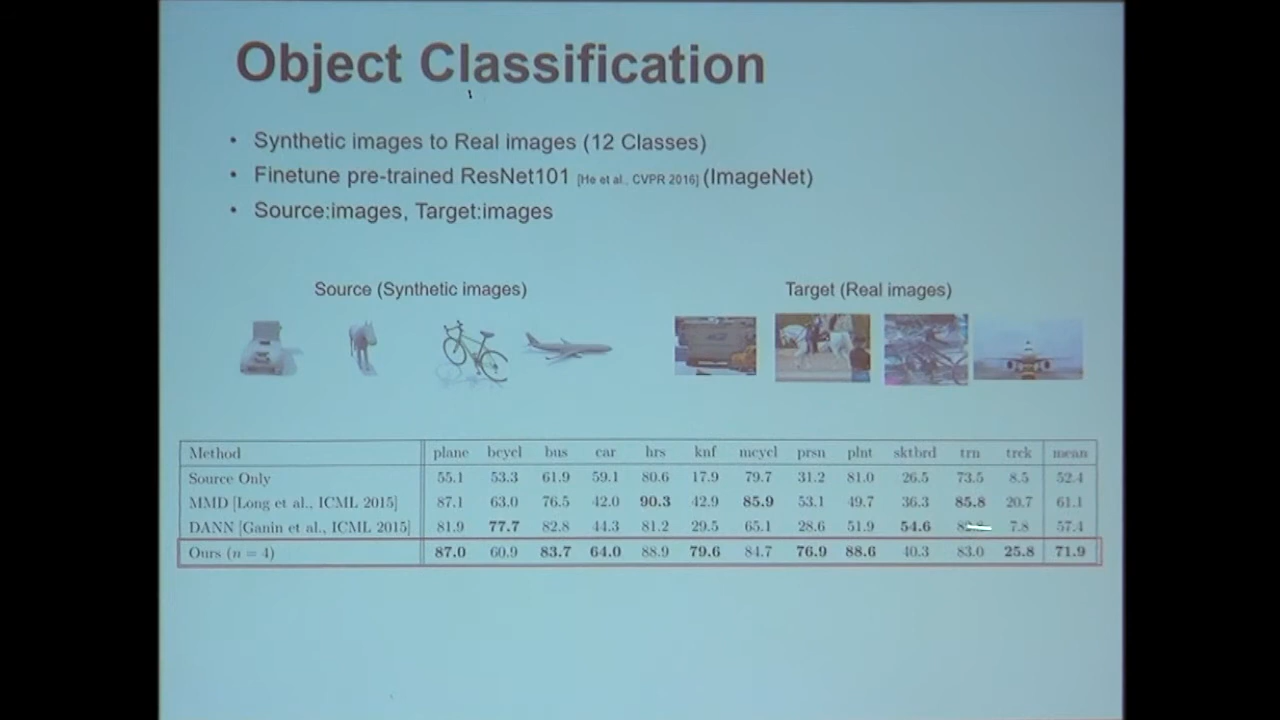 Object Classification
• Synthetic images to Real images (12 Classes)
• Finetune pre-trained ResNet101 [He et al., CVPR 2016] (ImageNet)
• Source:images, Target:images
Source (Synthetic images) Target (Real images)
Method plane bcycl bus car hrs knf mcycl prsn plnt sktbrd trn trck mean
Source Only 55.1 53.3 61.9 59.1 80.6 17.9 79.7 31.2 81.0 26.5 73.5 8.5 52.4
MMD [Long et al., ICML 2015] 87.1 63.0 76.5 42.0 90.3 42.9 85.9 53.1 49.7 36.3 85.8 20.7 61.1
DANN [Ganin et al., ICML 2015] 81.9 77.7 82.8 44.3 81.2 29.5 65.1 28.6 51.9 54.6 7.8 57.4
Ours (n = 4) 87.0 60.9 83.7 64.0 88.9 79.6 84.7 76.9 88.6 40.3 83.0 25.8 71.9